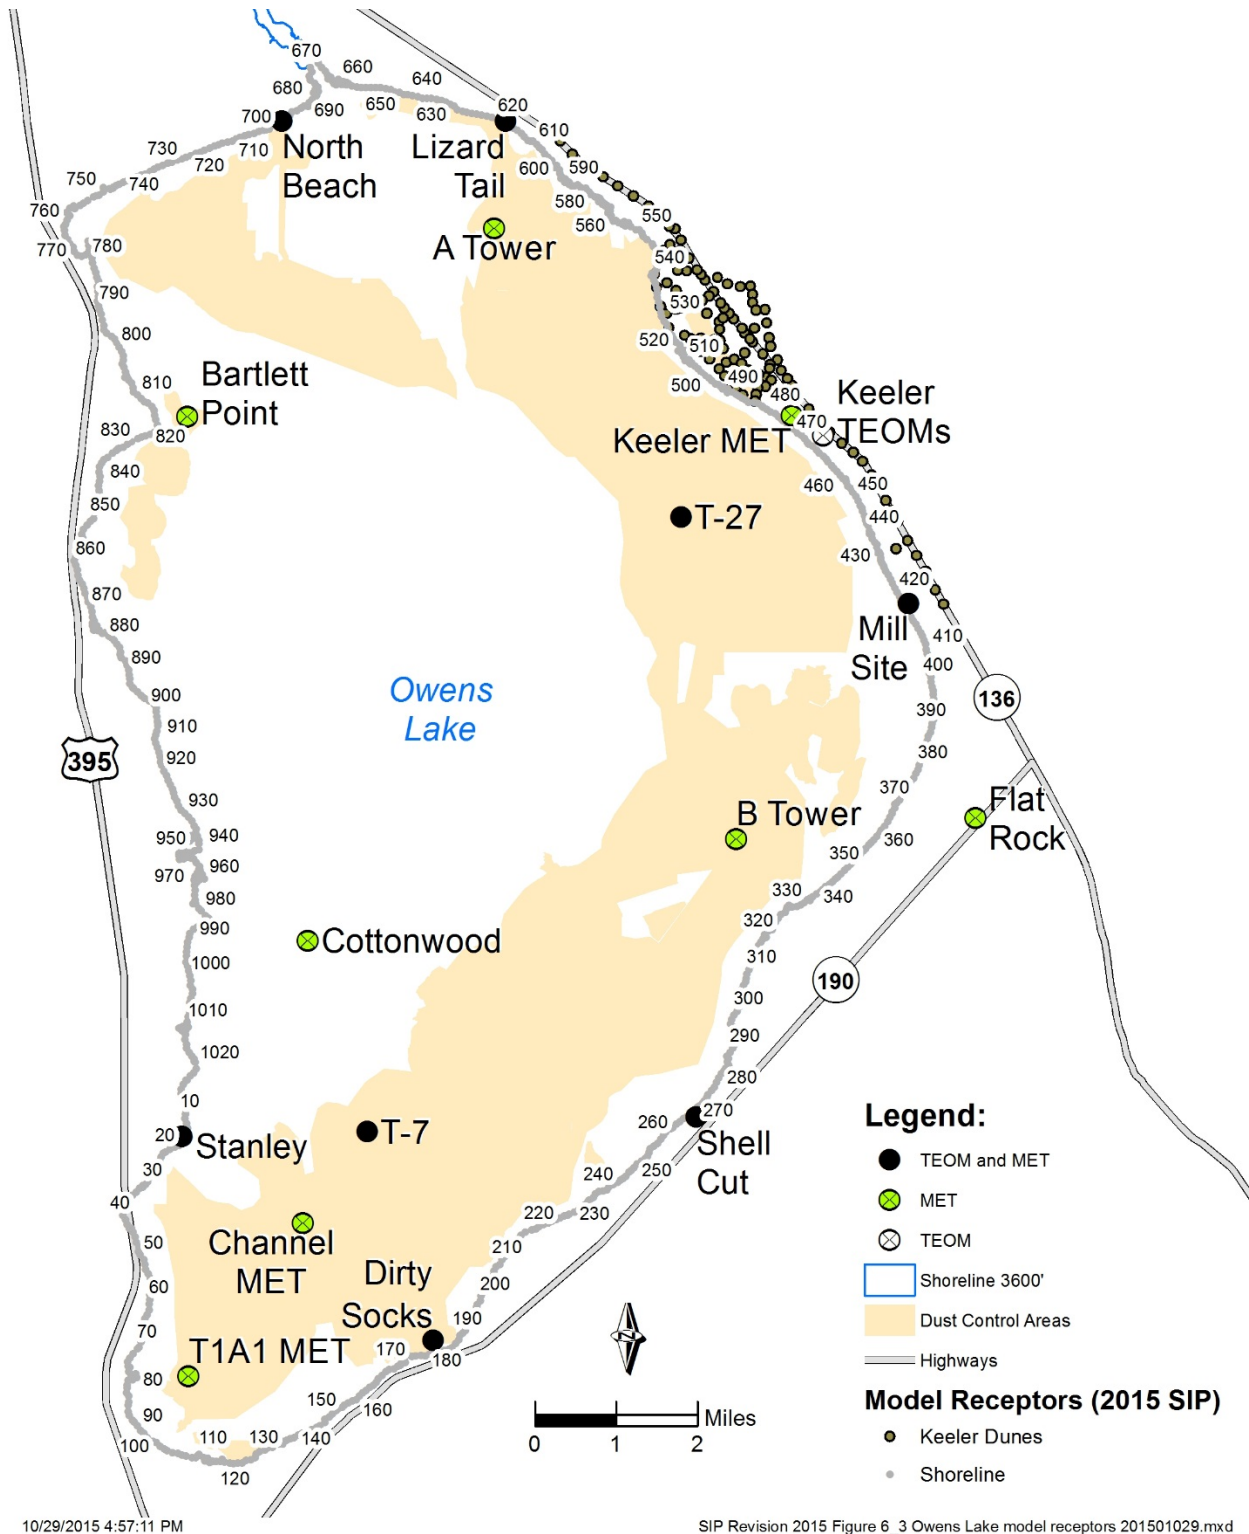 670
660
640
680
650
620
690
630
700
610
North
Beach
Lizard
Tail
730
710
720
600
590
750
740
580
760
550
560
A Tower
770
780
540
790
530
800
520
510
Bartlett
Point
810
500
490
480
Keeler
TEOMs
830
820
470
Keeler MET
840
460
450
850
T-27
440
860
430
870
420
880
Mill
Site
410
890
400
900
Owens
Lake
136
910
390
920
380
395
930
370
Flat
Rock
B Tower
950
940
360
960
350
970
330
340
980
990
320
Cottonwood
1000
310
190
300
1010
290
1020
280
10
270
260
20
Stanley
T-7
Shell
Cut
30
250
240
40
220
230
50
Channel
MET
210
Dirty
Socks
200
60
190
70
T1A1 MET
170
180
80
150
90
160
100
110
130
140
120
Legend:
TEOM and MET
MET
TEOM
Shoreline 3600'
Dust Control Areas
Highways
Model Receptors (2015 SIP)
Keeler Dunes
Shoreline
N
Miles
0 1 2
10/29/2015 4:57:11 PM
SIP Revision 2015 Figure 6_3 Owens Lake model receptors 201501029.mxd